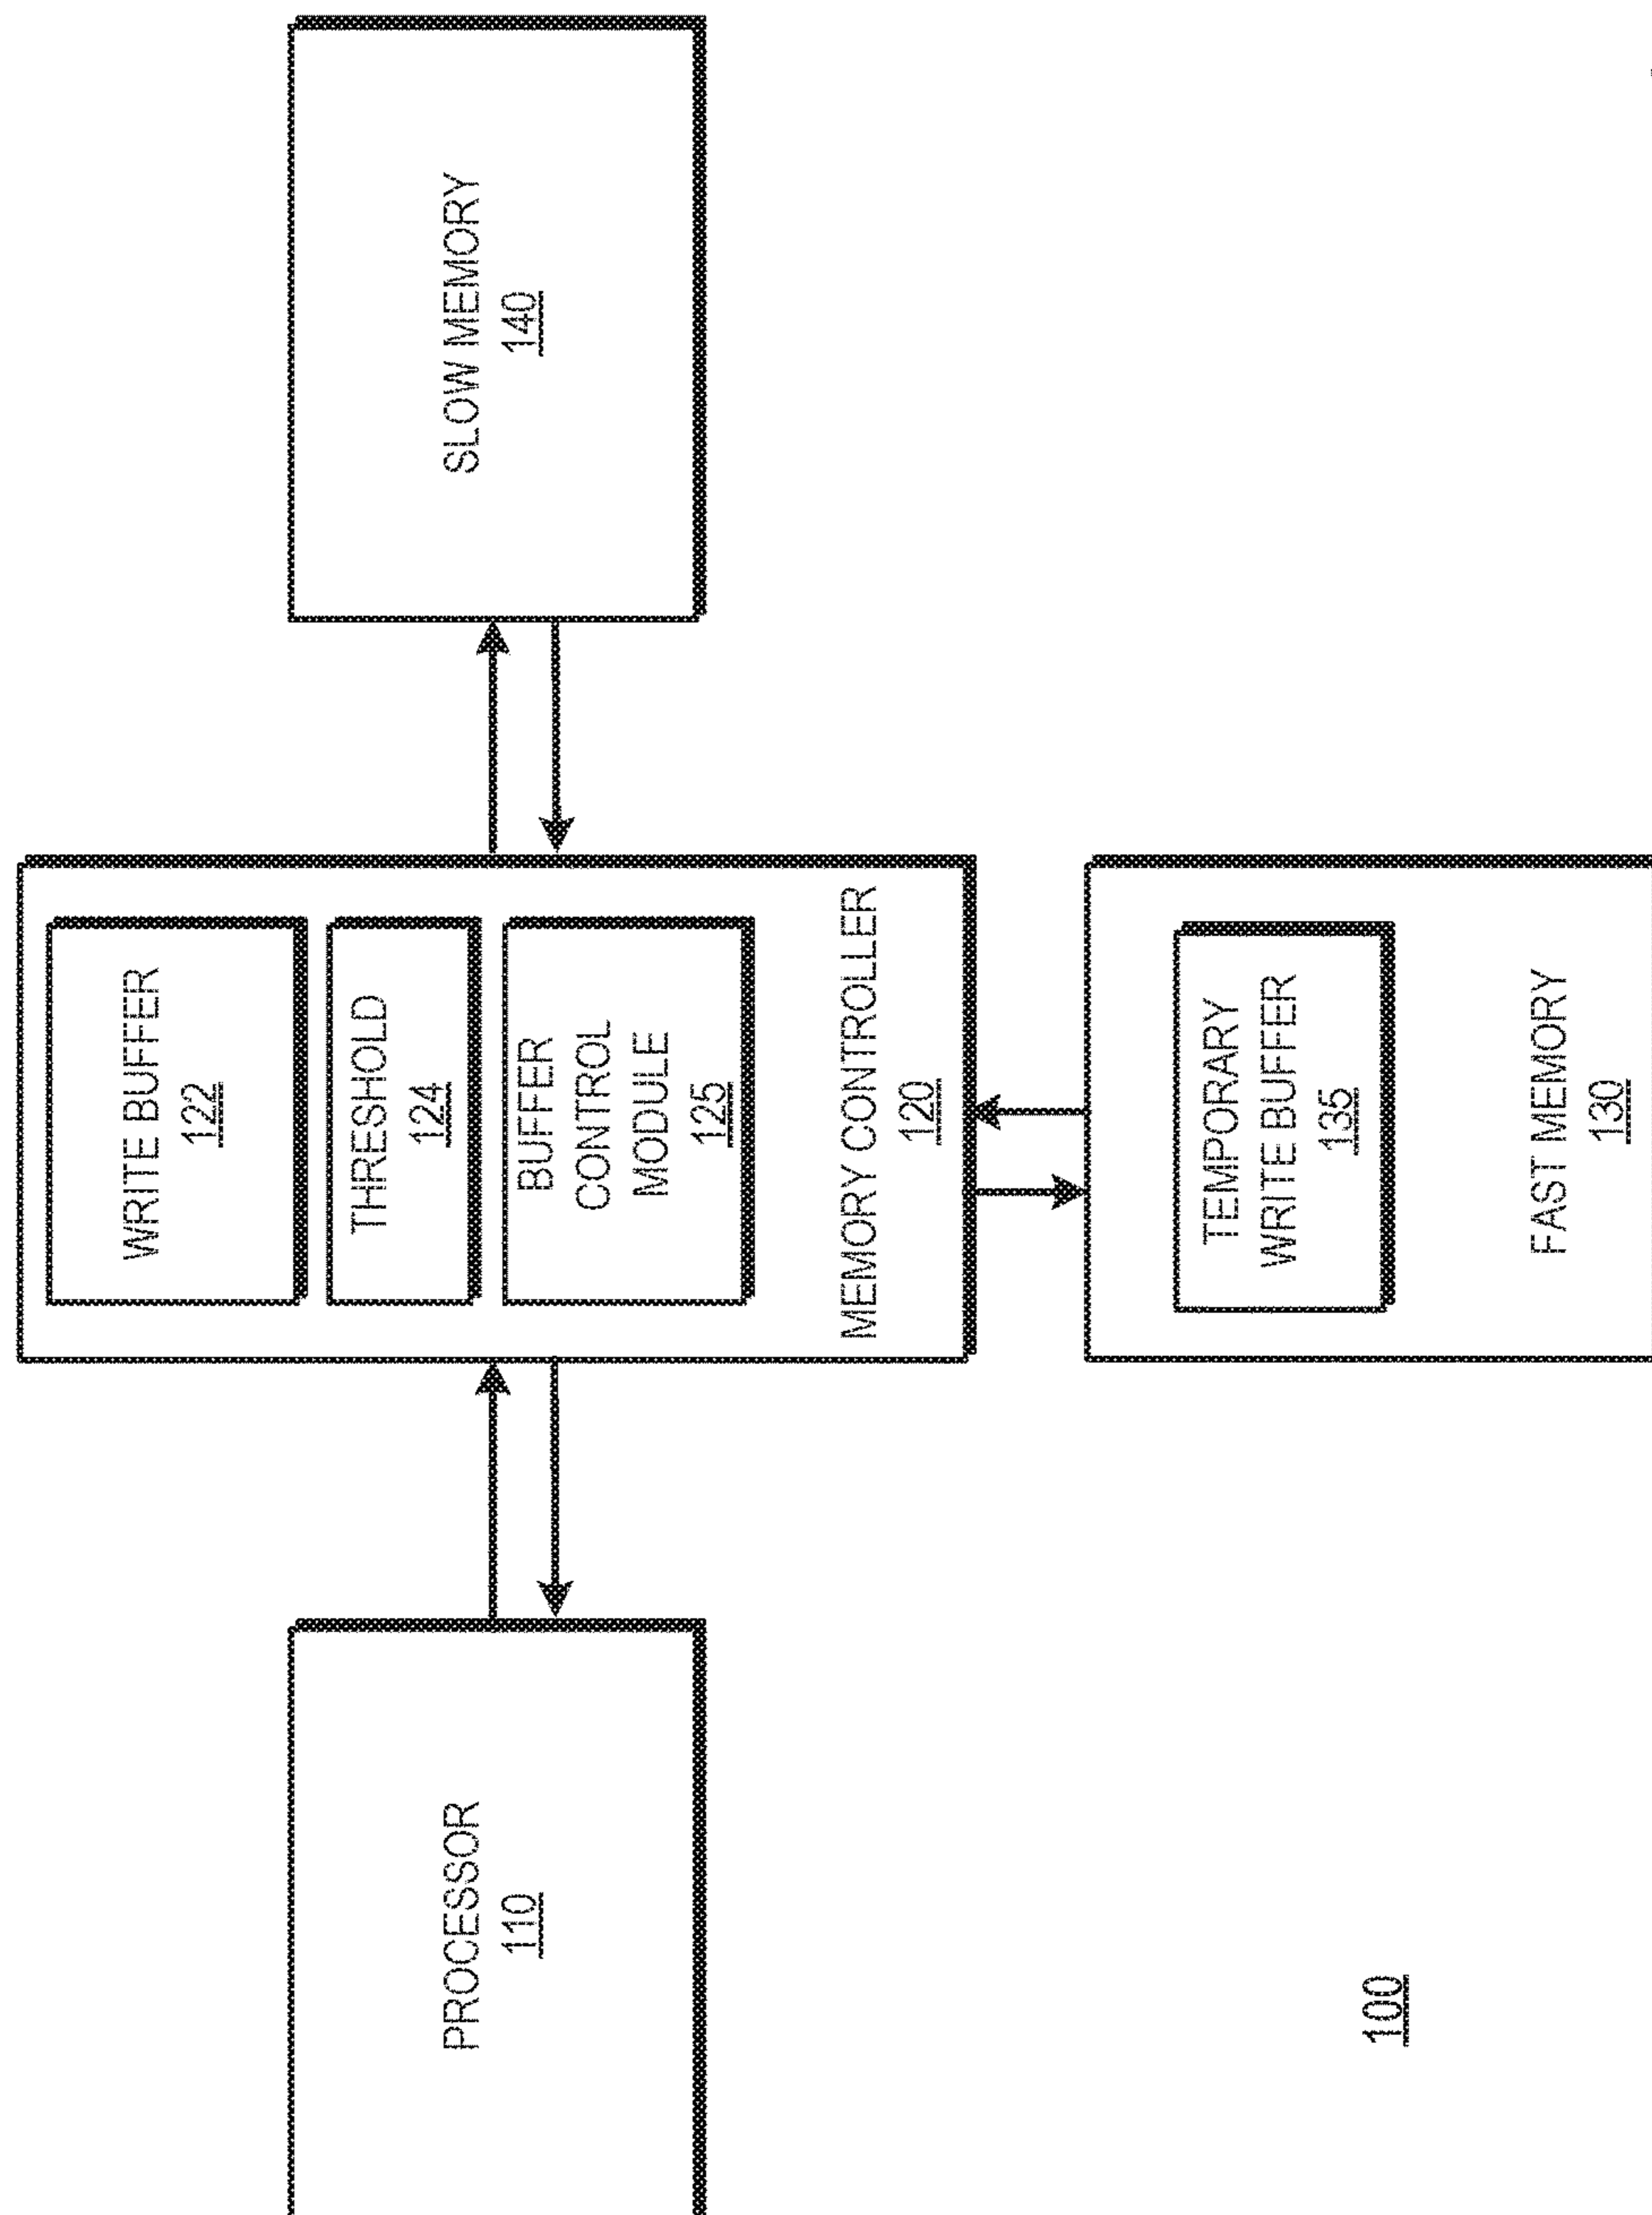 PROCESSOR
110
WRITE BUFFER
122
THRESHOLD
124
BUFFER
CONTROL
MODULE
125
MEMORY CONTROLLER
120
SLOW MEMORY
140
TEMPORARY
WRITE BUFFER
135
FAST MEMORY
130
100